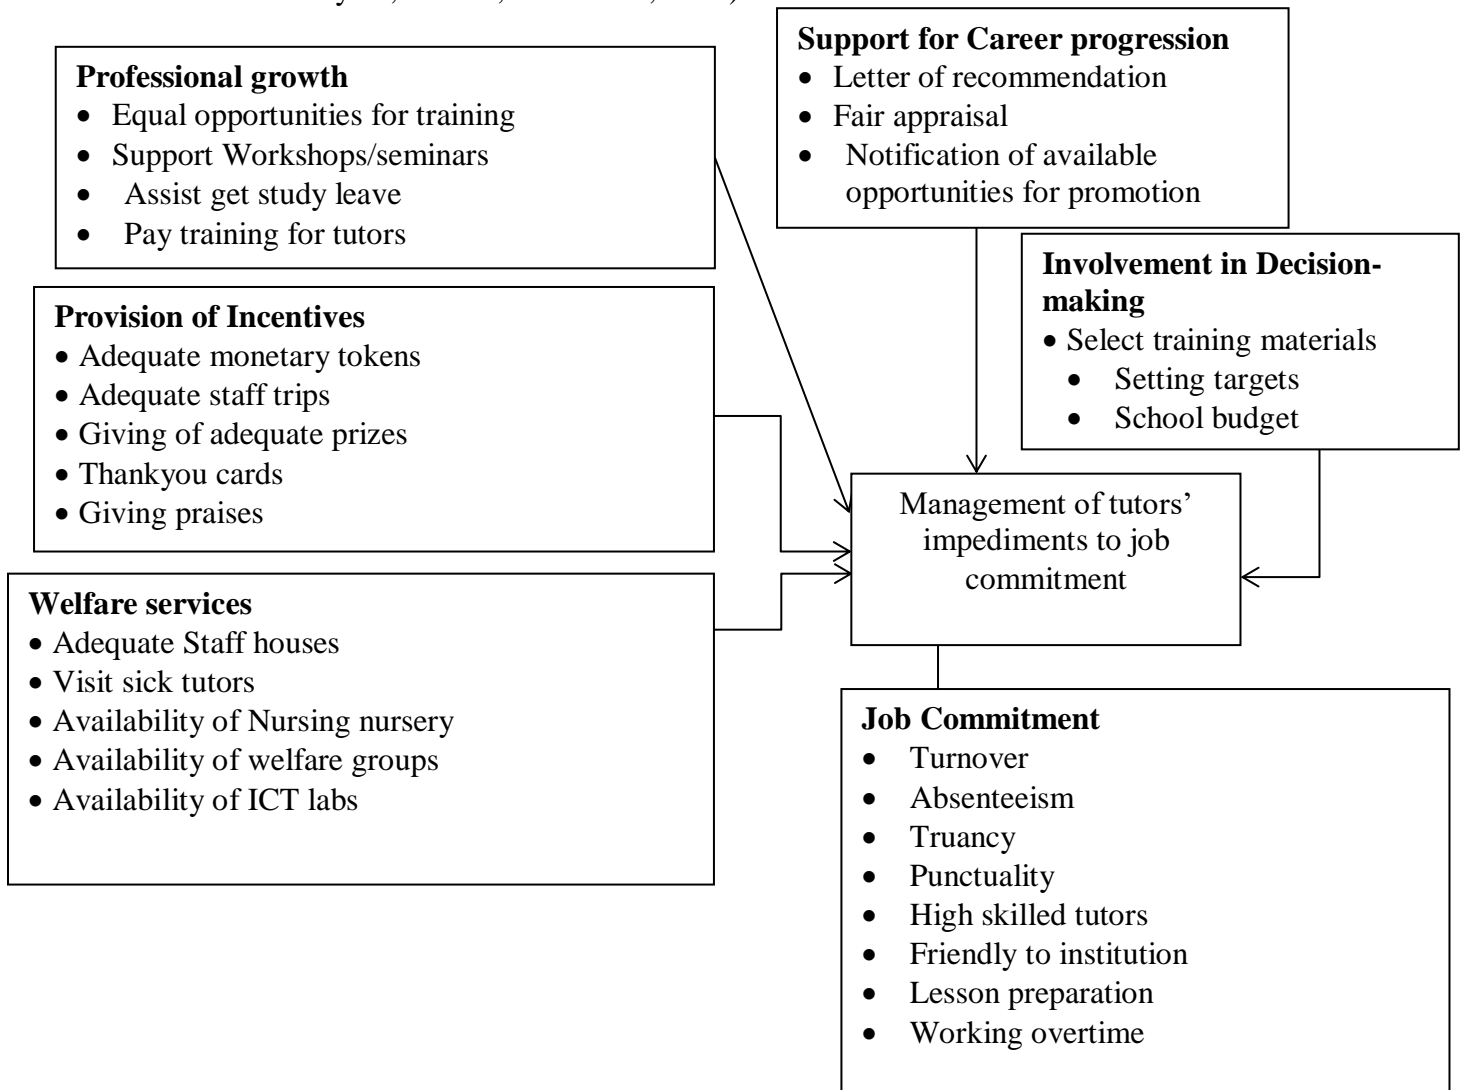 Support for Career progression
• Letter of recommendation
• Fair appraisal
• Notification of available
opportunities for promotion
Professional growth
• Equal opportunities for training
• Support Workshops/seminars
• Assist get study leave
• Pay training for tutors
Involvement in Decision-
making
• Select training materials
• Setting targets
• School budget
Provision of Incentives
• Adequate monetary tokens
• Adequate staff trips
• Giving of adequate prizes
• Thankyou cards
• Giving praises
Management of tutors’
impediments to job
commitment
Welfare services
• Adequate Staff houses
• Visit sick tutors
• Availability of Nursing nursery
• Availability of welfare groups
• Availability of ICT labs
Job Commitment
• Turnover
• Absenteeism
• Truancy
• Punctuality
• High skilled tutors
• Friendly to institution
• Lesson preparation
• Working overtime